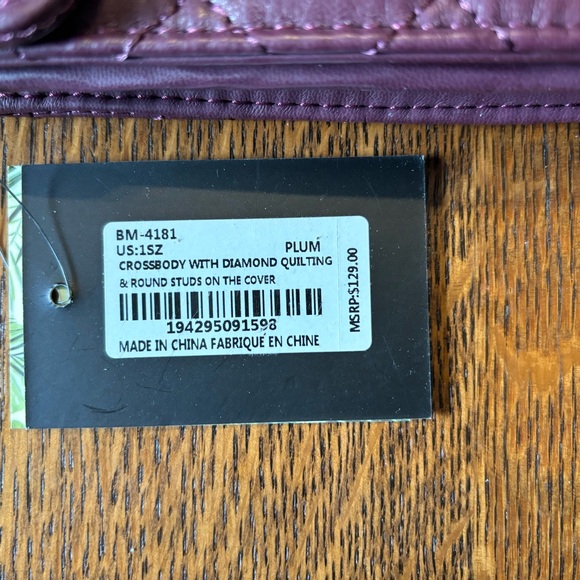 BM-4181
US:1SZ PLUM
CROSSBODY WITH DIAMOND QUILTING
& ROUND STUDS ON THE COVER
194295091598
MADE IN CHINA FABRIQUE EN CHINE
MSRP:$129.00